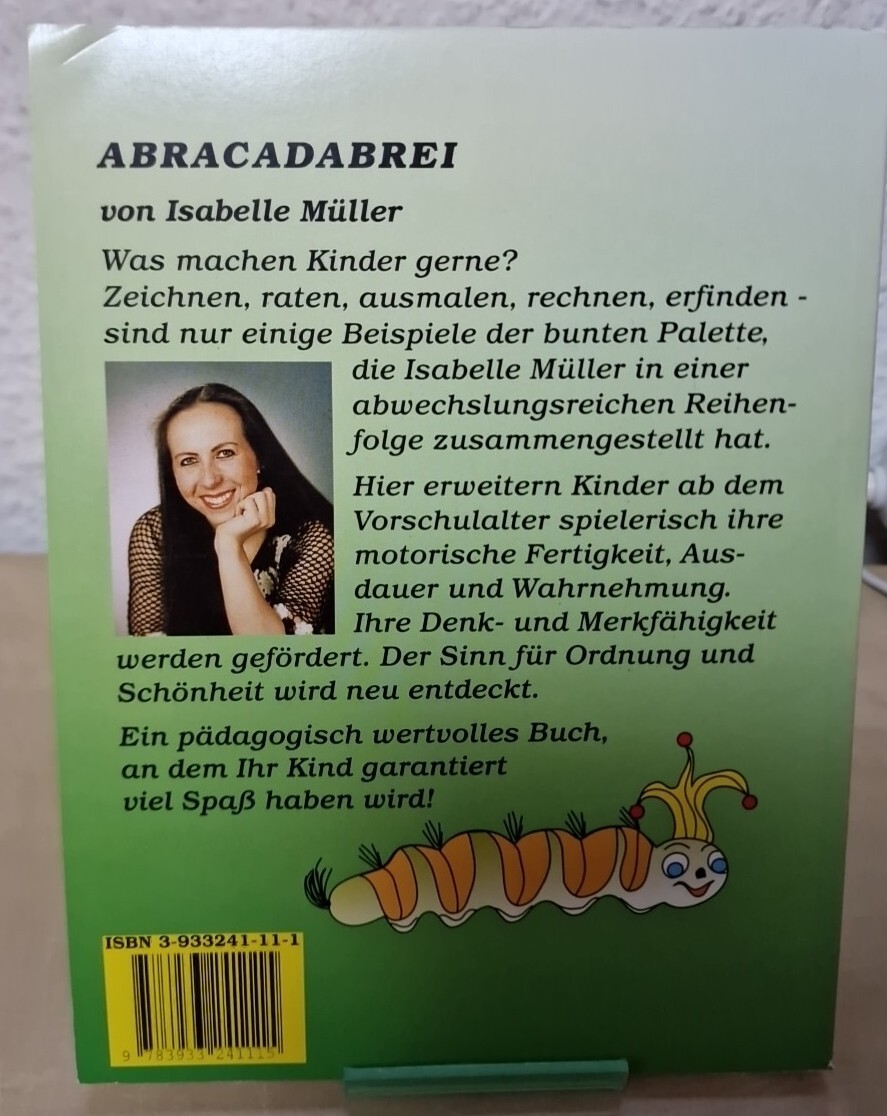 ABRACADABREI
von Isabelle Müller
Was machen Kinder gerne?
Zeichnen, raten, ausmalen, rechnen, erfinden -
sind nur einige Beispiele der bunten Palette,
die Isabelle Müller in einer
abwechslungsreichen Reihen-
folge zusammengestellt hat.
Hier erweitern Kinder ab dem
Vorschulalter spielerisch ihre
motorische Fertigkeit, Aus-
dauer und Wahrnehmung.
Ihre Denk- und Merkfähigkeit
werden gefördert. Der Sinn für Ordnung und
Schönheit wird neu entdeckt.
Ein pädagogisch wertvolles Buch,
an dem Ihr Kind garantiert
viel Spaß haben wird!
ISBN 3-933241-11-1
9 783933 241115